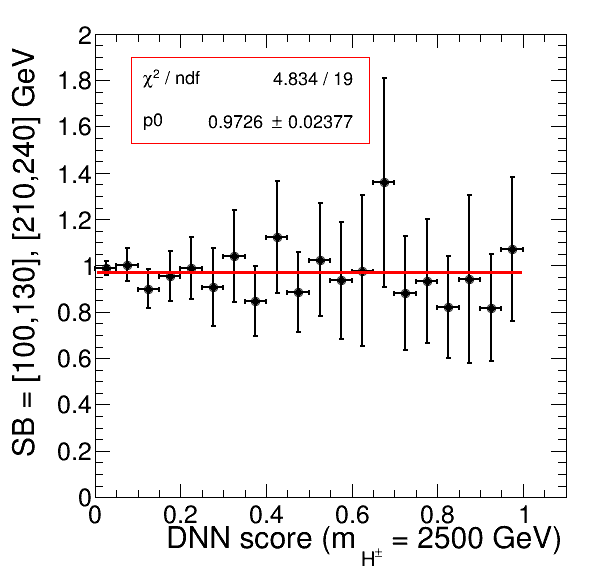 SB = [100,130], [210,240] GeV
2
1.8
1.6
1.4
1.2
1
0.8
0.6
0.4
0.2
0
χ² / ndf 4.834 / 19
p0 0.9726 ± 0.02377
0 0.2 0.4 0.6 0.8 1
DNN score (m_H± = 2500 GeV)